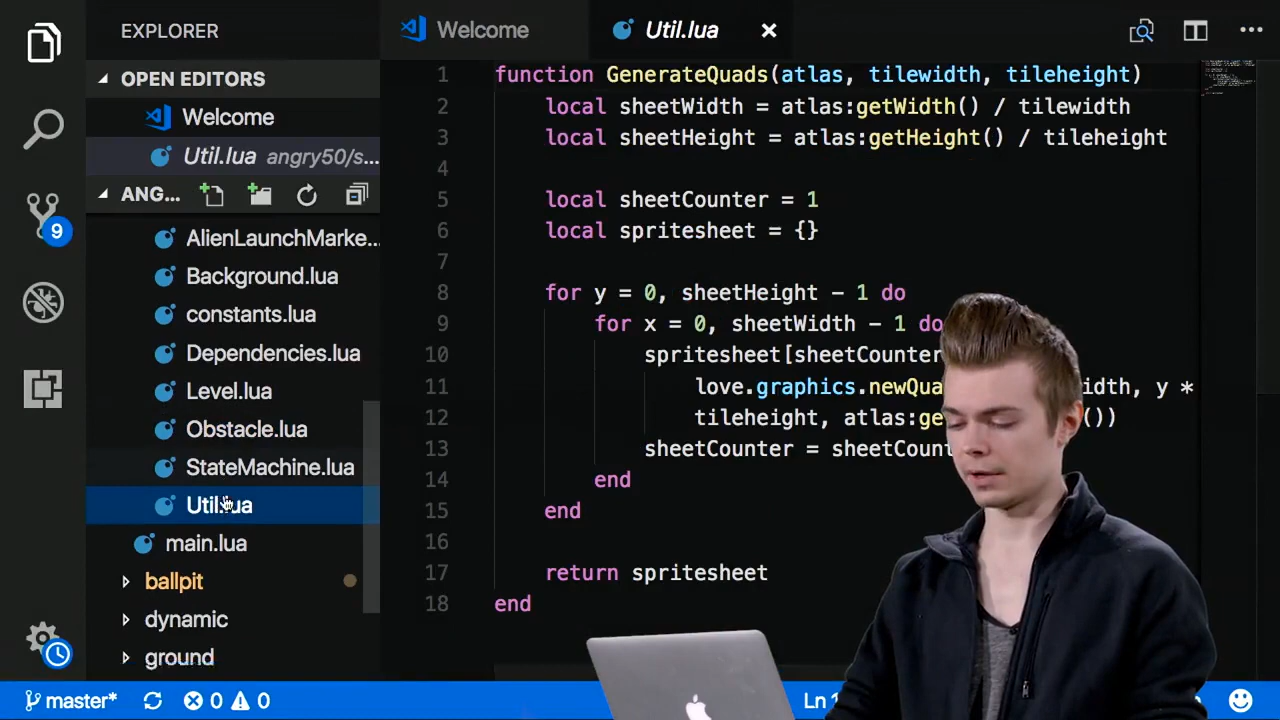 EXPLORER
Welcome
Util.lua
OPEN EDITORS
Welcome
Util.lua angry50/s...
ANG...
AlienLaunchMarke...
Background.lua
constants.lua
Dependencies.lua
Level.lua
Obstacle.lua
StateMachine.lua
Util.lua
main.lua
ballpit
dynamic
ground
9
1 function GenerateQuads(atlas, tilewidth, tileheight)
2 local sheetWidth = atlas:getWidth() / tilewidth
3 local sheetHeight = atlas:getHeight() / tileheight
4
5 local sheetCounter = 1
6 local spritesheet = {}
7
8 for y = 0, sheetHeight - 1 do
9 for x = 0, sheetWidth - 1 do
10 spritesheet[sheetCounter
11 love.graphics.newQua idth, y *
12 tileheight, atlas:ge ())
13 sheetCounter = sheetCoun
14 end
15 end
16
17 return spritesheet
18 end
master* 0 0 Ln 1